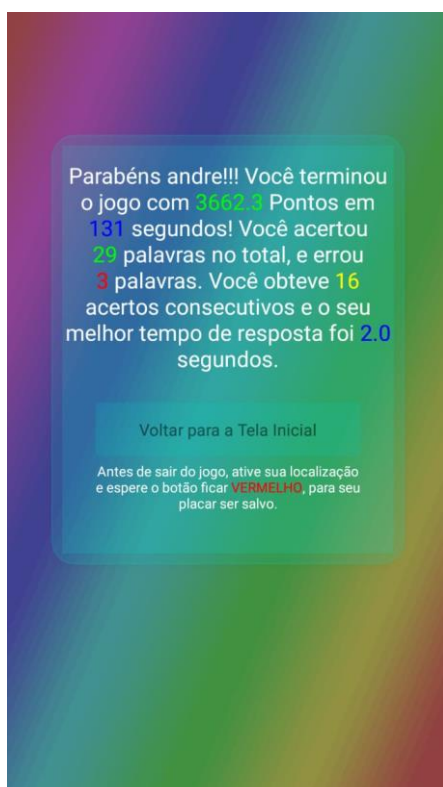 Parabéns andre!!! Você terminou
o jogo com 3662.3 Pontos em
131 segundos! Você acertou
29 palavras no total, e errou
3 palavras. Você obteve 16
acertos consecutivos e o seu
melhor tempo de resposta foi 2.0
segundos.
Voltar para a Tela Inicial
Antes de sair do jogo, ative sua localização
e espere o botão ficar VERMELHO, para seu
placar ser salvo.